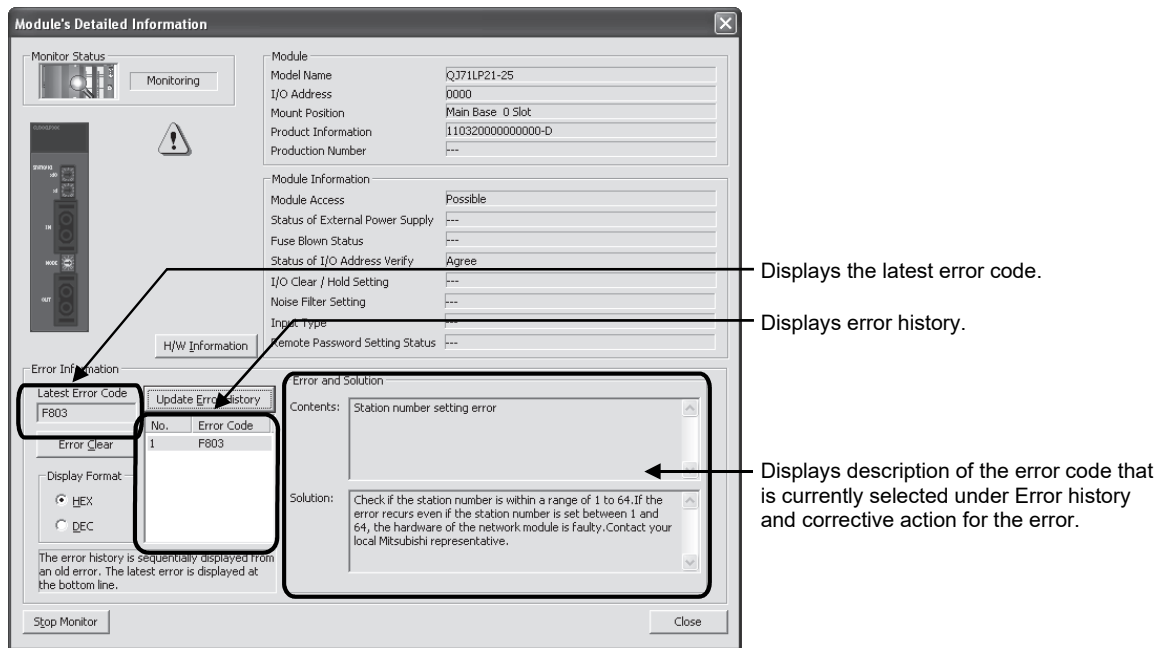 Module's Detailed Information
Monitor Status
Monitoring
Module
Model Name QJ71LP21-25
I/O Address 0000
Mount Position Main Base 0 Slot
Product Information 110320000000000-D
Production Number ---
Module Information
Module Access Possible
Status of External Power Supply ---
Fuse Blown Status ---
Status of I/O Address Verify Agree
I/O Clear / Hold Setting ---
Noise Filter Setting ---
Input Type ---
Remote Password Setting Status ---
IN
MODE
OUT
H/W Information
Error Information
Latest Error Code
F803
Error Clear
Display Format
HEX
DEC
Update Error History
No. Error Code
1 F803
The error history is sequentially displayed from
an old error. The latest error is displayed at
the bottom line.
Error and Solution
Contents: Station number setting error
Solution: Check if the station number is within a range of 1 to 64.If the
error recurs even if the station number is set between 1 and
64, the hardware of the network module is faulty.Contact your
local Mitsubishi representative.
Stop Monitor
Close
Displays the latest error code.
Displays error history.
Displays description of the error code that
is currently selected under Error history
and corrective action for the error.